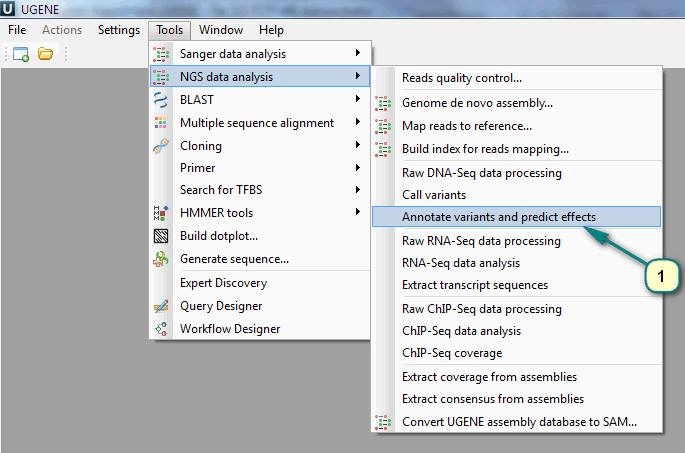 U UGENE
File Actions Settings Tools Window Help
Sanger data analysis
NGS data analysis
BLAST
Multiple sequence alignment
Cloning
Primer
Search for TFBS
HMMER tools
Build dotplot...
Generate sequence...
Expert Discovery
Query Designer
Workflow Designer
Reads quality control...
Genome de novo assembly...
Map reads to reference...
Build index for reads mapping...
Raw DNA-Seq data processing
Call variants
Annotate variants and predict effects
Raw RNA-Seq data processing
RNA-Seq data analysis
Extract transcript sequences
Raw ChIP-Seq data processing
ChIP-Seq data analysis
ChIP-Seq coverage
Extract coverage from assemblies
Extract consensus from assemblies
Convert UGENE assembly database to SAM...
1